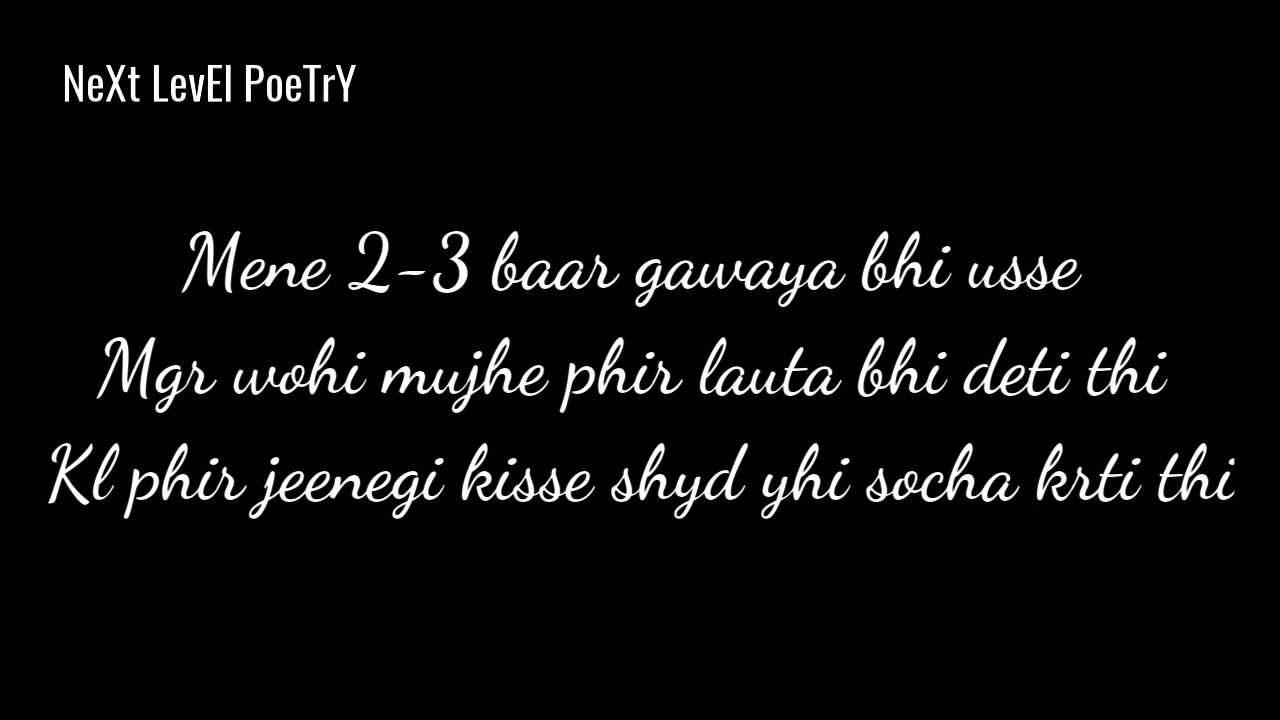 NeXt LevEl PoeTrY
Mene 2-3 baar gawaya bhi usse
Mgr wohi mujhe phir lauta bhi deti thi
Kl phir jeenegi kisse shyd yhi socha krti thi